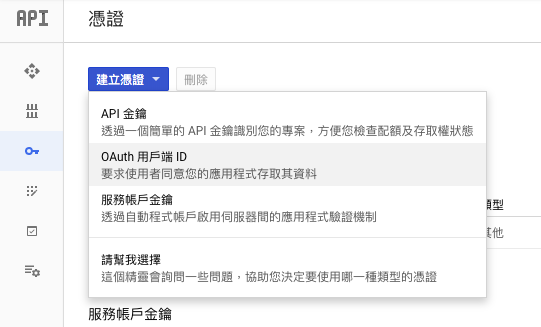 API
憑證
建立憑證
刪除
API 金鑰
透過一個簡單的 API 金鑰識別您的專案，方便您檢查配額及存取權狀態
OAuth 用戶端 ID
要求使用者同意您的應用程式存取其資料
類型
服務帳戶金鑰
透過自動程式帳戶啟用伺服器間的應用程式驗證機制
其他
請幫我選擇
這個精靈會詢問一些問題，協助您決定要使用哪一種類型的憑證
服務帳戶金鑰